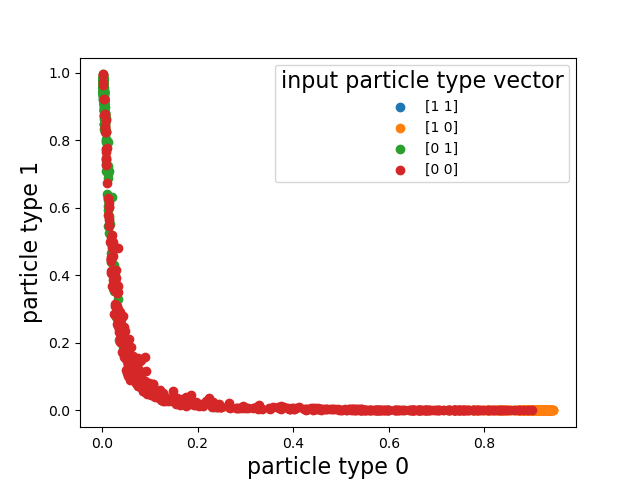 input particle type vector
[1 1]
[1 0]
[0 1]
[0 0]
particle type 1
1.0
0.8
0.6
0.4
0.2
0.0
0.0 0.2 0.4 0.6 0.8
particle type 0